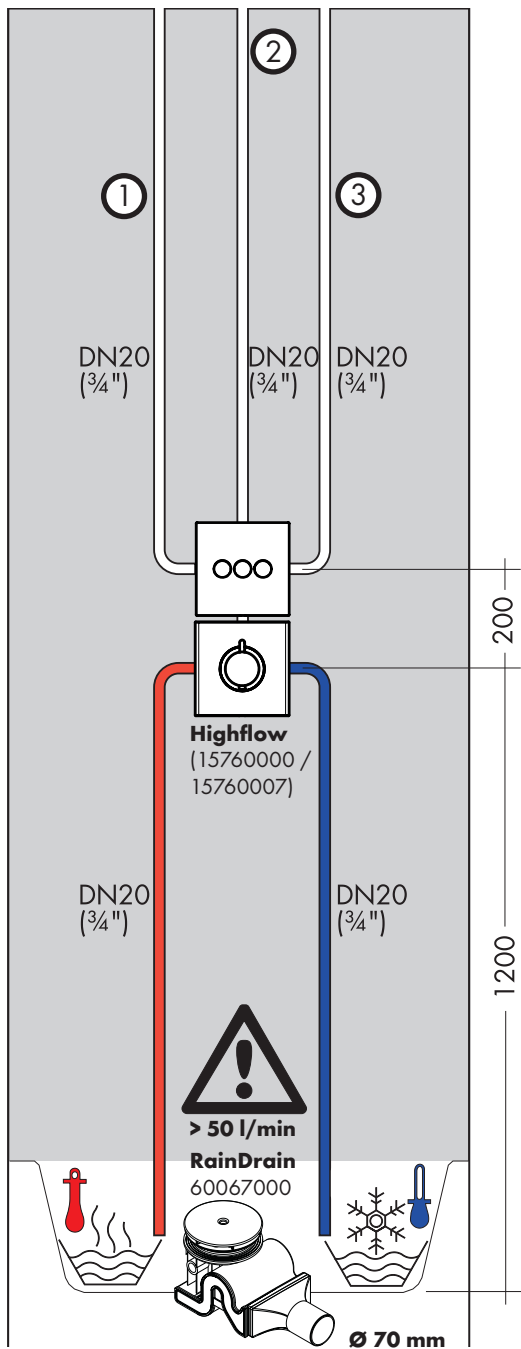 2
1
3
DN20
(¾")
DN20
(¾")
DN20
(¾")
200
Highflow
(15760000 /
15760007)
DN20
(¾")
DN20
(¾")
1200
> 50 l/min
RainDrain
60067000
Ø 70 mm